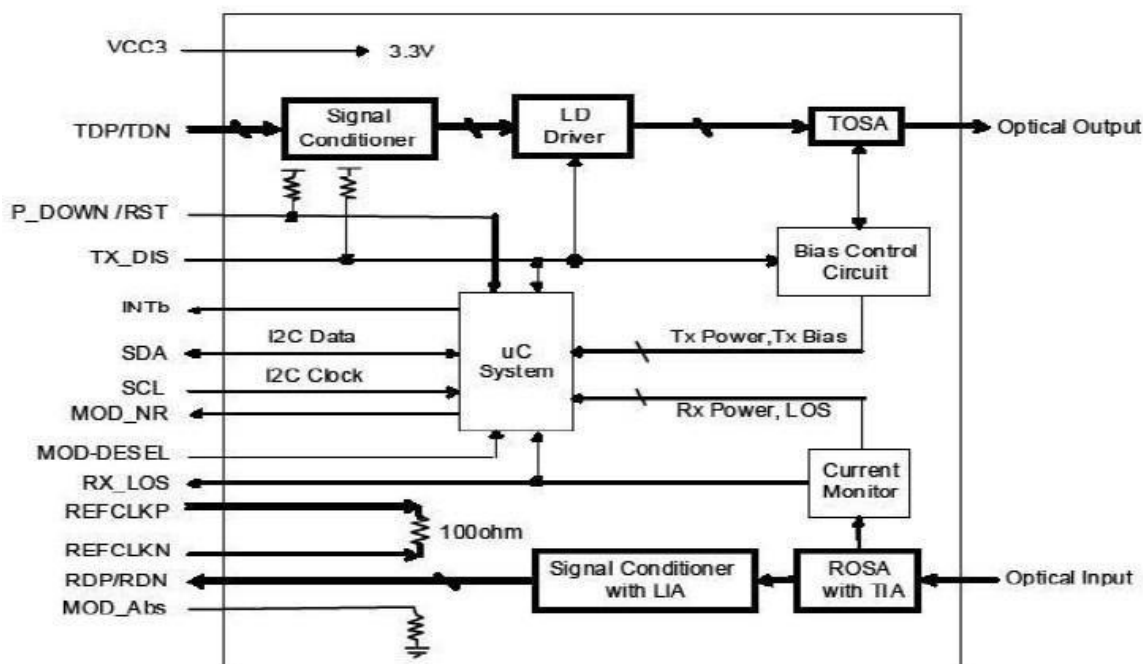 VCC3
3.3V
TDP/TDN
Signal
Conditioner
LD
Driver
TOSA
Optical Output
P_DOWN /RST
TX_DIS
Bias Control
Circuit
INTb
I2C Data
SDA
uC
System
Tx Power,Tx Bias
I2C Clock
SCL
MOD_NR
Rx Power, LOS
MOD-DESEL
RX_LOS
Current
Monitor
REFCLKP
100ohm
REFCLKN
RDP/RDN
Signal Conditioner
with LIA
ROSA
with TIA
Optical Input
MOD_Abs